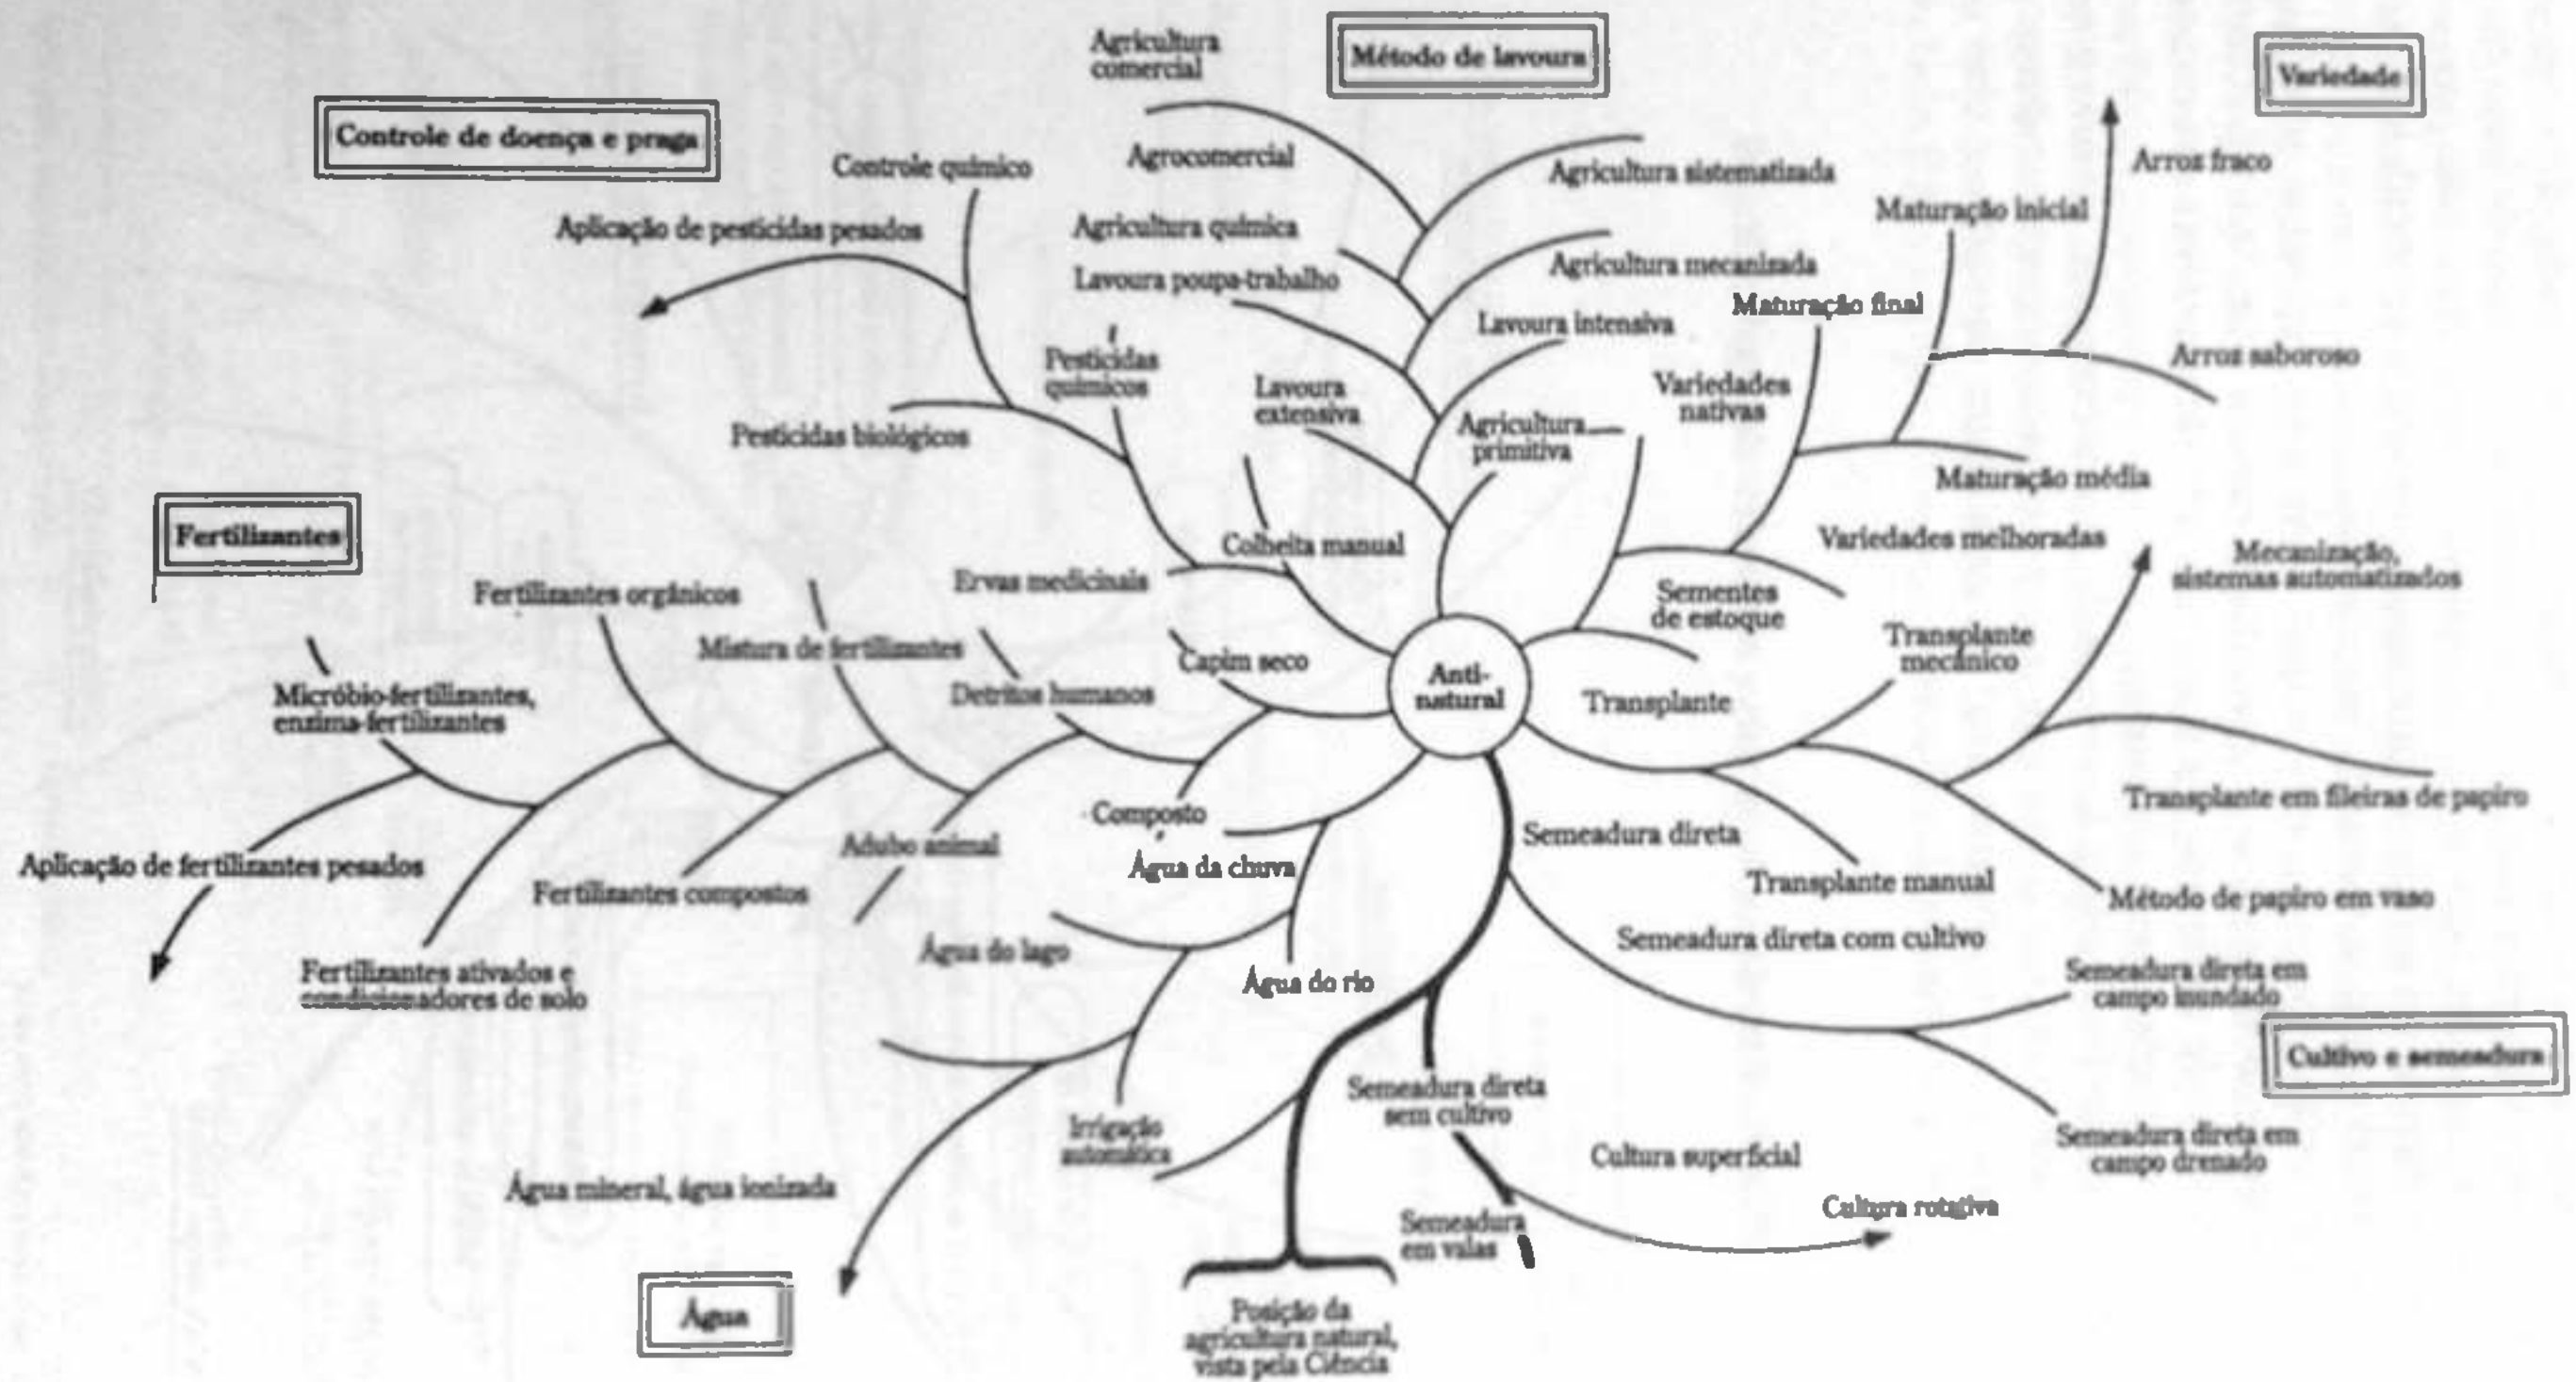 Agricultura
comercial
Método de lavoura
Variedade
Controle de doença e praga
Controle químico
Agrocomercial
Agricultura sistematizada
Arroz fraco
Aplicação de pesticidas pesados
Agricultura química
Maturação inicial
Lavoura poupa-trabalho
Agricultura mecanizada
Maturação final
Lavoura intensiva
Arroz saboroso
Pesticidas
químicos
Lavoura
extensiva
Variedades
nativas
Pesticidas biológicos
Agricultura
primitiva
Maturação média
Fertilizantes
Colheita manual
Variedades melhoradas
Mecanização,
sistemas automatizados
Fertilizantes orgânicos
Ervas medicinais
Sementes
de estoque
Mistura de fertilizantes
Capim seco
Transplante
mecânico
Micróbio-fertilizantes,
enzima-fertilizantes
Detritos humanos
Anti-
natural
Transplante
Composto
Transplante em fileiras de papiro
Aplicação de fertilizantes pesados
Adubo animal
Água da chuva
Semeadura direta
Transplante manual
Fertilizantes compostos
Método de papiro em vaso
Água do lago
Semeadura direta com cultivo
Fertilizantes ativados e
condicionadores de solo
Água do rio
Semeadura direta em
campo inundado
Cultivo e semeadura
Semeadura direta
sem cultivo
Irrigação
automática
Cultura superficial
Semeadura direta em
campo drenado
Água mineral, água ionizada
Cultura rotativa
Semeadura
em valas
Água
Posição da
agricultura natural,
vista pela Ciência